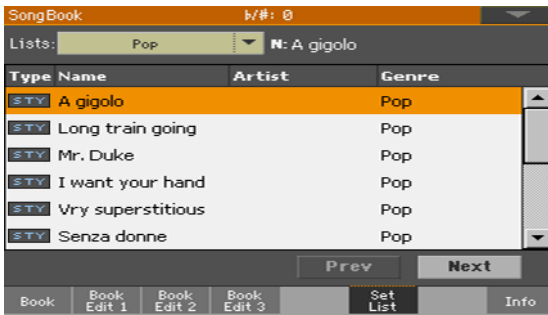 SongBook b/#: 0
Lists: Pop N: A gigolo
Type Name Artist Genre
STY A gigolo Pop
STY Long train going Pop
STY Mr. Duke Pop
STY I want your hand Pop
STY Vry superstitious Pop
STY Senza donne Pop
Prev Next
Book Book Edit 1 Book Edit 2 Book Edit 3 Set List Info